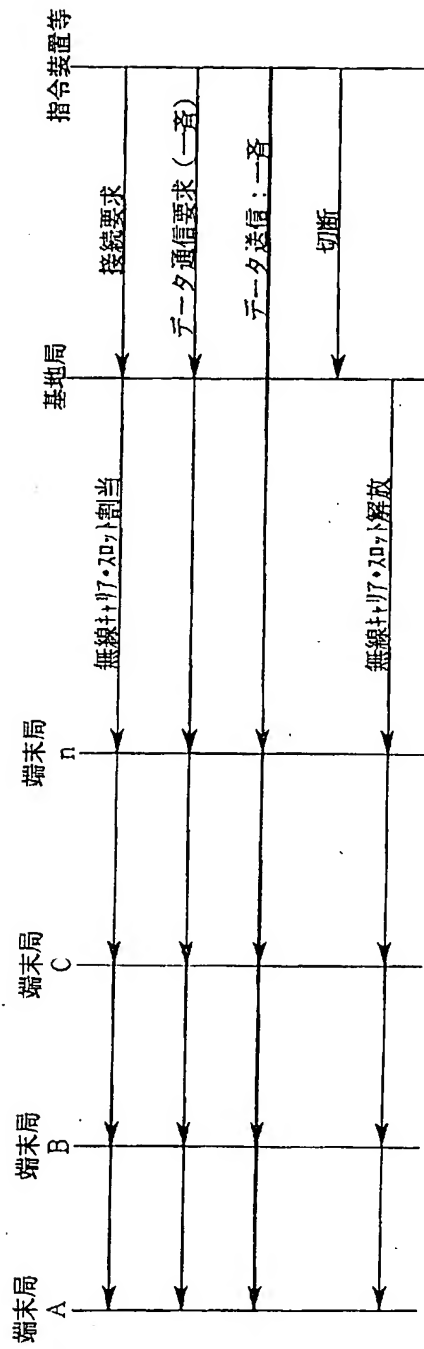 端末局
A
端末局
B
端末局
C
端末局
n
基地局
指令装置等
接続要求
無線キャリア・スロット割当
データ通信要求(一斉)
データ送信:一斉
切断
無線キャリア・スロット解放